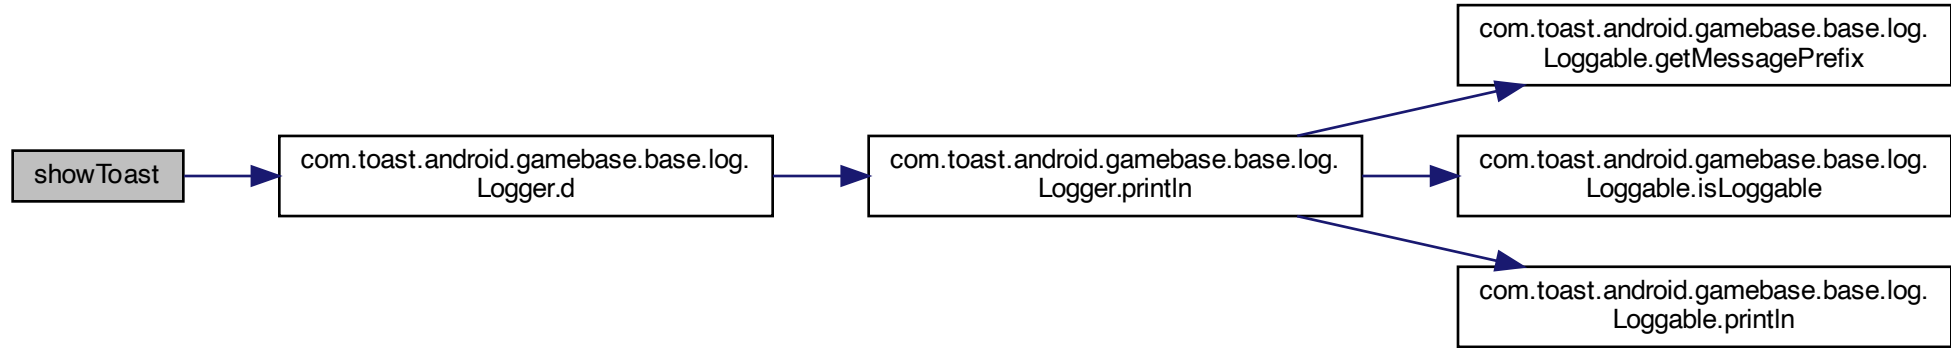 showToast
com.toast.android.gamebase.base.log.
Logger.d
com.toast.android.gamebase.base.log.
Logger.println
com.toast.android.gamebase.base.log.
Loggable.getMessagePrefix
com.toast.android.gamebase.base.log.
Loggable.isLoggable
com.toast.android.gamebase.base.log.
Loggable.println